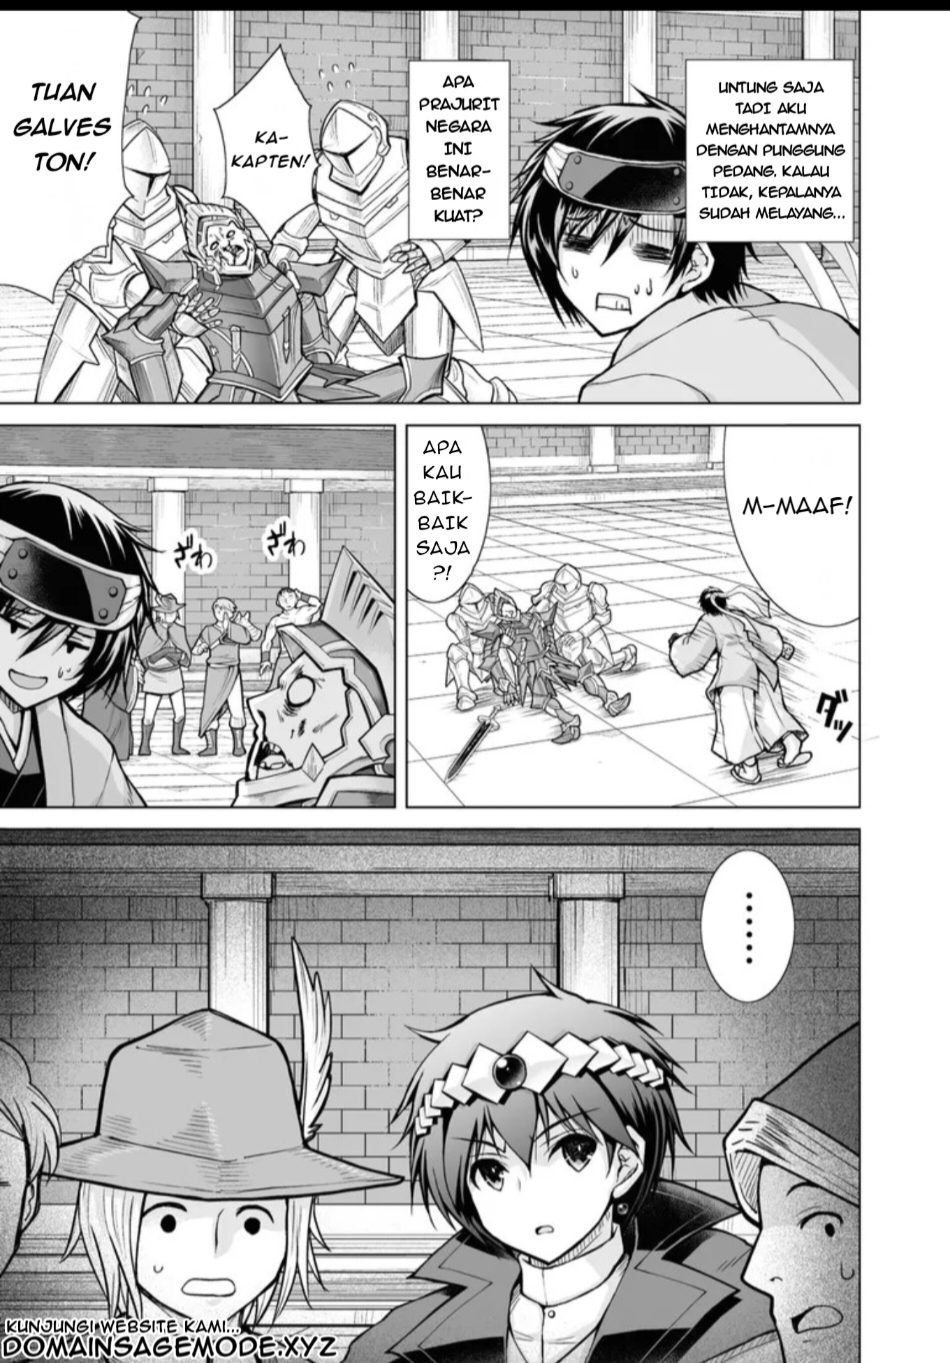 UNTUNG SAJA
TADI AKU
MENGHANTAMNYA
DENGAN PUNGGUNG
PEDANG. KALAU
TIDAK, KEPALANYA
SUDAH MELAYANG...
APA
PRAJURIT
NEGARA
INI
BENAR-
BENAR
KUAT?
KA-
KAPTEN!
TUAN
GALVES
TON!
M-MAAF!
APA
KAU
BAIK-
BAIK
SAJA
?!
ダッ
ざわ
ざわ
......
KUNJUNGI WEBSITE KAMI...
DOMAINSAGEMODE.XYZ